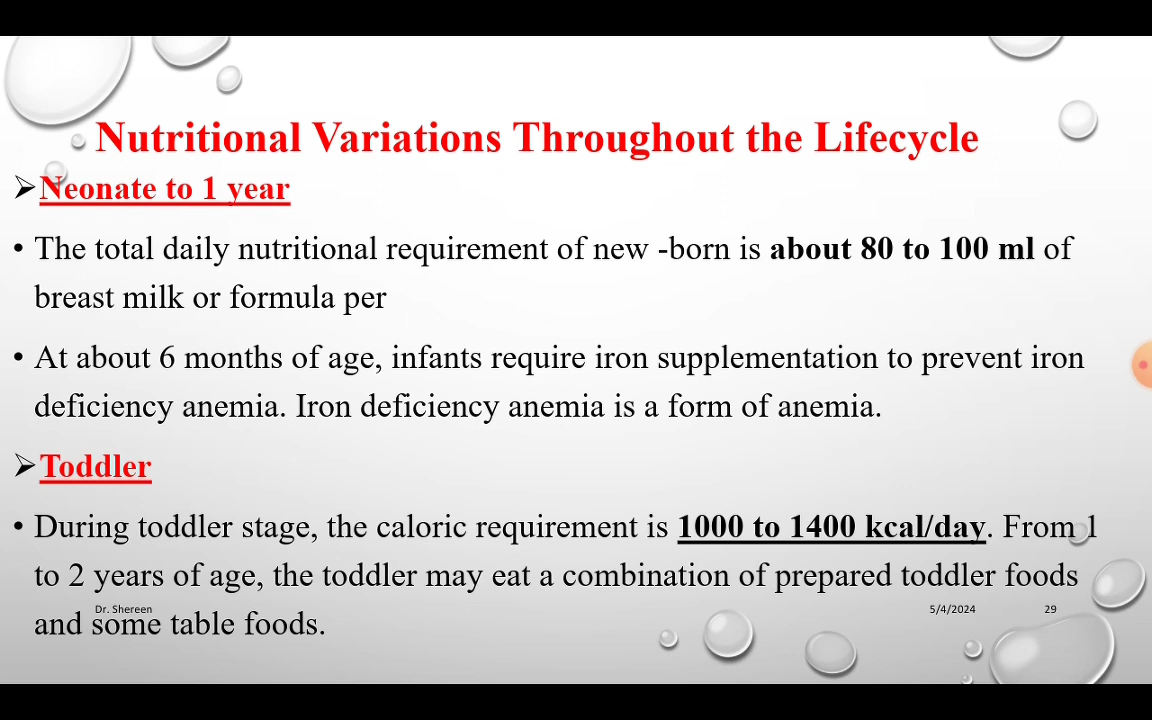 Nutritional Variations Throughout the Lifecycle
➢Neonate to 1 year
• The total daily nutritional requirement of new -born is about 80 to 100 ml of
breast milk or formula per
• At about 6 months of age, infants require iron supplementation to prevent iron
deficiency anemia. Iron deficiency anemia is a form of anemia.
➢Toddler
• During toddler stage, the caloric requirement is 1000 to 1400 kcal/day. From 1
to 2 years of age, the toddler may eat a combination of prepared toddler foods
and some table foods.
Dr. Shereen
5/4/2024
29